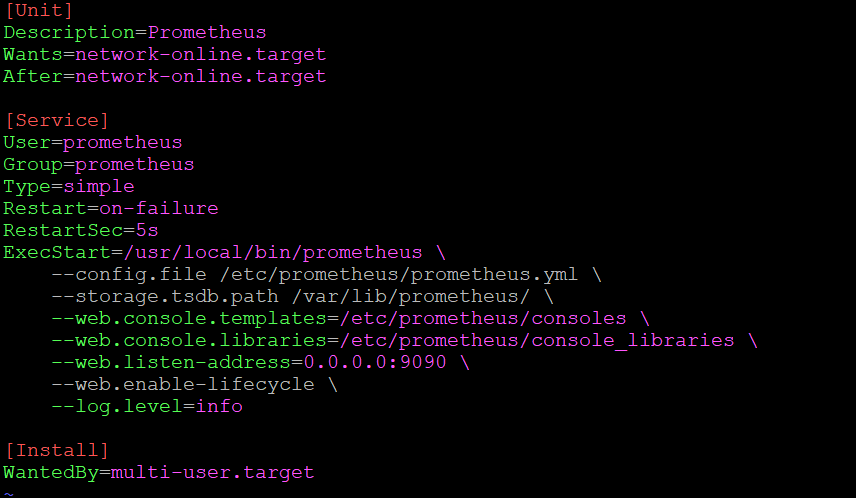 [Unit]
Description=Prometheus
Wants=network-online.target
After=network-online.target

[Service]
User=prometheus
Group=prometheus
Type=simple
Restart=on-failure
RestartSec=5s
ExecStart=/usr/local/bin/prometheus \
    --config.file /etc/prometheus/prometheus.yml \
    --storage.tsdb.path /var/lib/prometheus/ \
    --web.console.templates=/etc/prometheus/consoles \
    --web.console.libraries=/etc/prometheus/console_libraries \
    --web.listen-address=0.0.0.0:9090 \
    --web.enable-lifecycle \
    --log.level=info

[Install]
WantedBy=multi-user.target
~